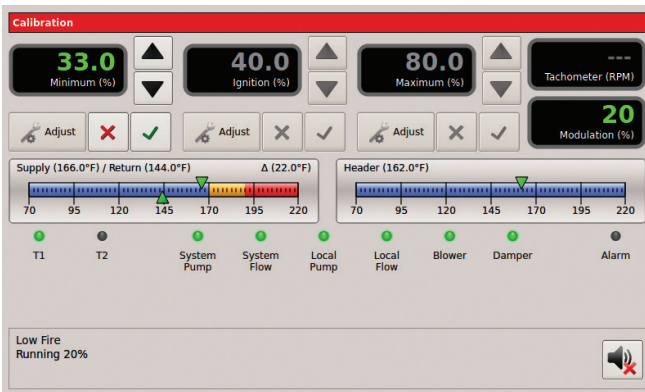 Calibration
33.0
Minimum (%)
40.0
Ignition (%)
80.0
Maximum (%)
---
Tachometer (RPM)
Adjust
Adjust
Adjust
20
Modulation (%)
Supply (166.0°F) / Return (144.0°F) Δ (22.0°F)
70 95 120 145 170 195 220
Header (162.0°F)
70 95 120 145 170 195 220
T1
T2
System
Pump
System
Flow
Local
Pump
Local
Flow
Blower
Damper
Alarm
Low Fire
Running 20%